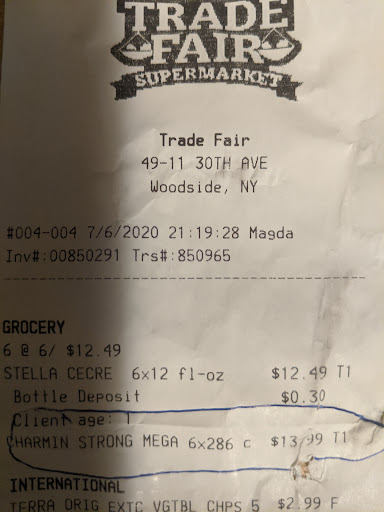 TRADE
FAIR
SUPERMARKET
Trade Fair
49-11 30TH AVE
Woodside, NY
#004-004 7/6/2020 21:19:28 Magda
Inv#:00850291 Trs#:850965
GROCERY
6 @ 6/ $12.49
STELLA CECRE 6x12 fl-oz $12.49 T1
Bottle Deposit $0.30
Client age: 1
CHARMIN STRONG MEGA 6x286 c $13.99 T1
INTERNATIONAL
TERRA ORIG EXTC VGTBL CHPS 5 $2.99 F